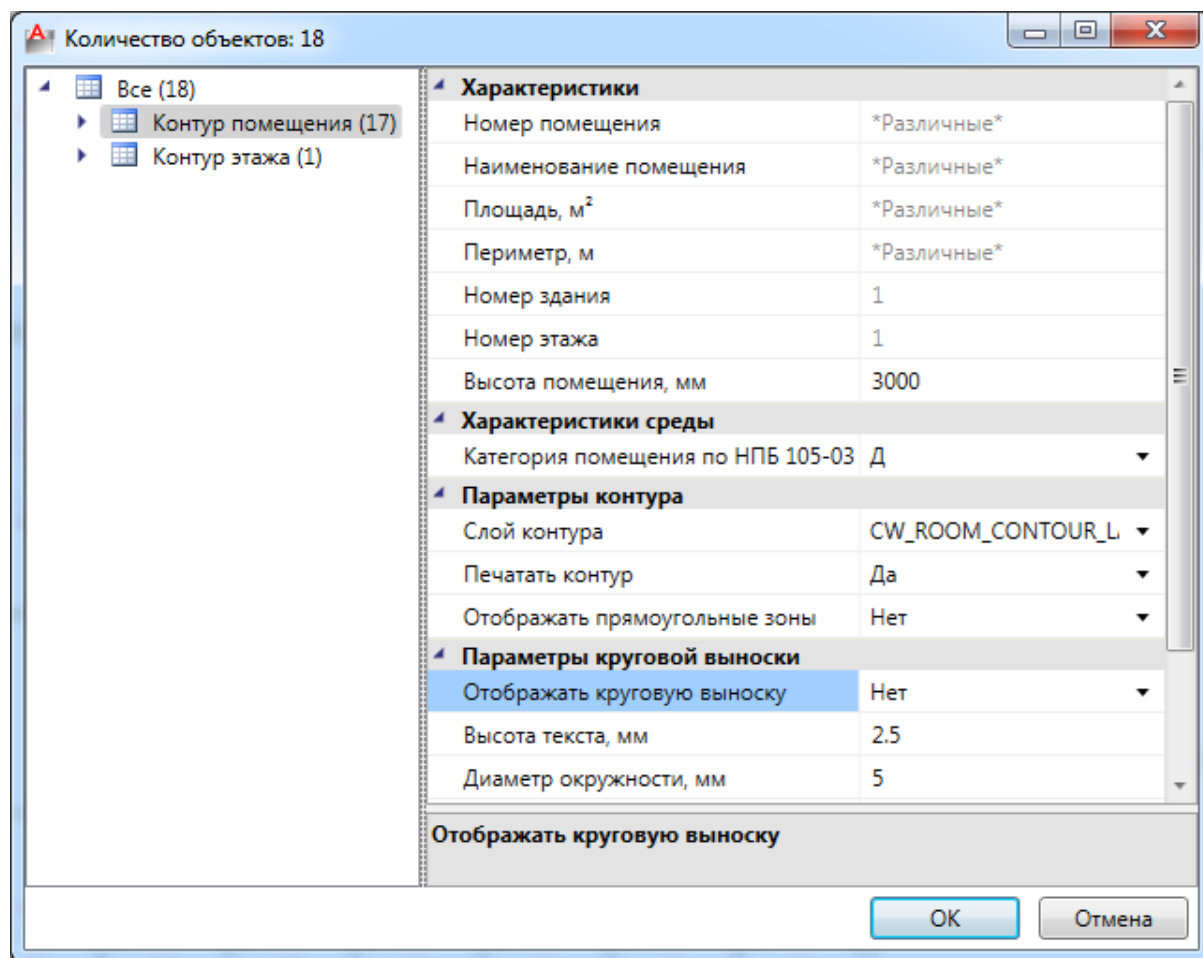 Количество объектов: 18
Все (18)
Контур помещения (17)
Контур этажа (1)
Характеристики
Номер помещения *Различные*
Наименование помещения *Различные*
Площадь, м² *Различные*
Периметр, м *Различные*
Номер здания 1
Номер этажа 1
Высота помещения, мм 3000
Характеристики среды
Категория помещения по НПБ 105-03 Д
Параметры контура
Слой контура CW_ROOM_CONTOUR_L
Печатать контур Да
Отображать прямоугольные зоны Нет
Параметры круговой выноски
Отображать круговую выноску Нет
Высота текста, мм 2.5
Диаметр окружности, мм 5
Отображать круговую выноску
OK Отмена